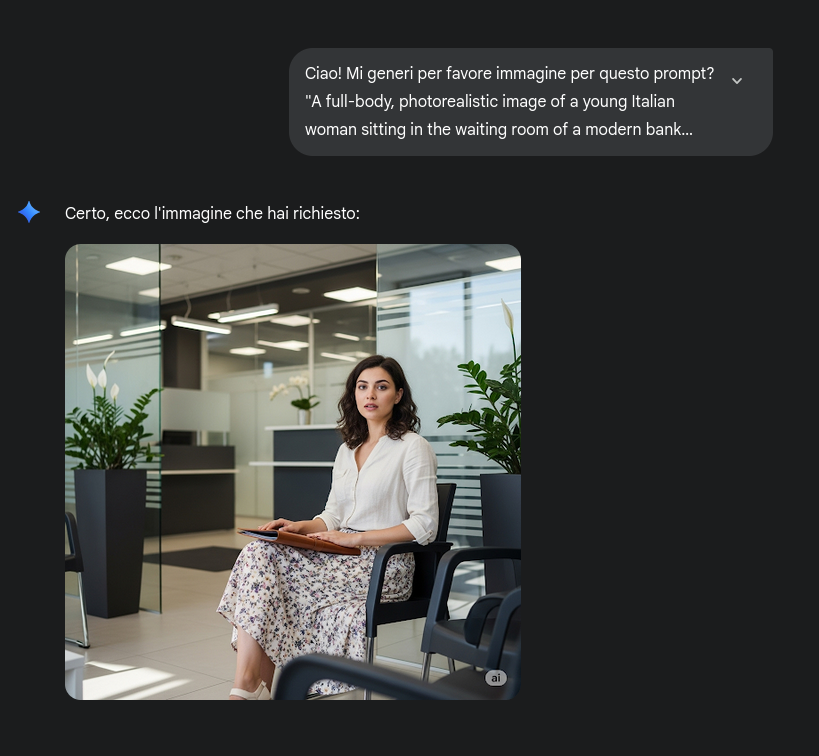 Ciao! Mi generi per favore immagine per questo prompt?
"A full-body, photorealistic image of a young Italian
woman sitting in the waiting room of a modern bank...
Certo, ecco l'immagine che hai richiesto:
ai